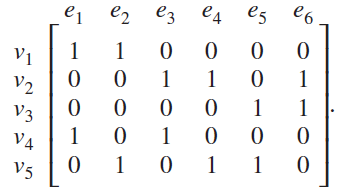 e1 e2 e3 e4 e5 e6
v1 1 1 0 0 0 0
v2 0 0 1 1 0 1
v3 0 0 0 0 1 1
v4 1 0 1 0 0 0
v5 0 1 0 1 1 0 .